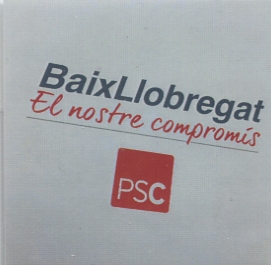 BaixLlobregat
El nostre compromís
PSC